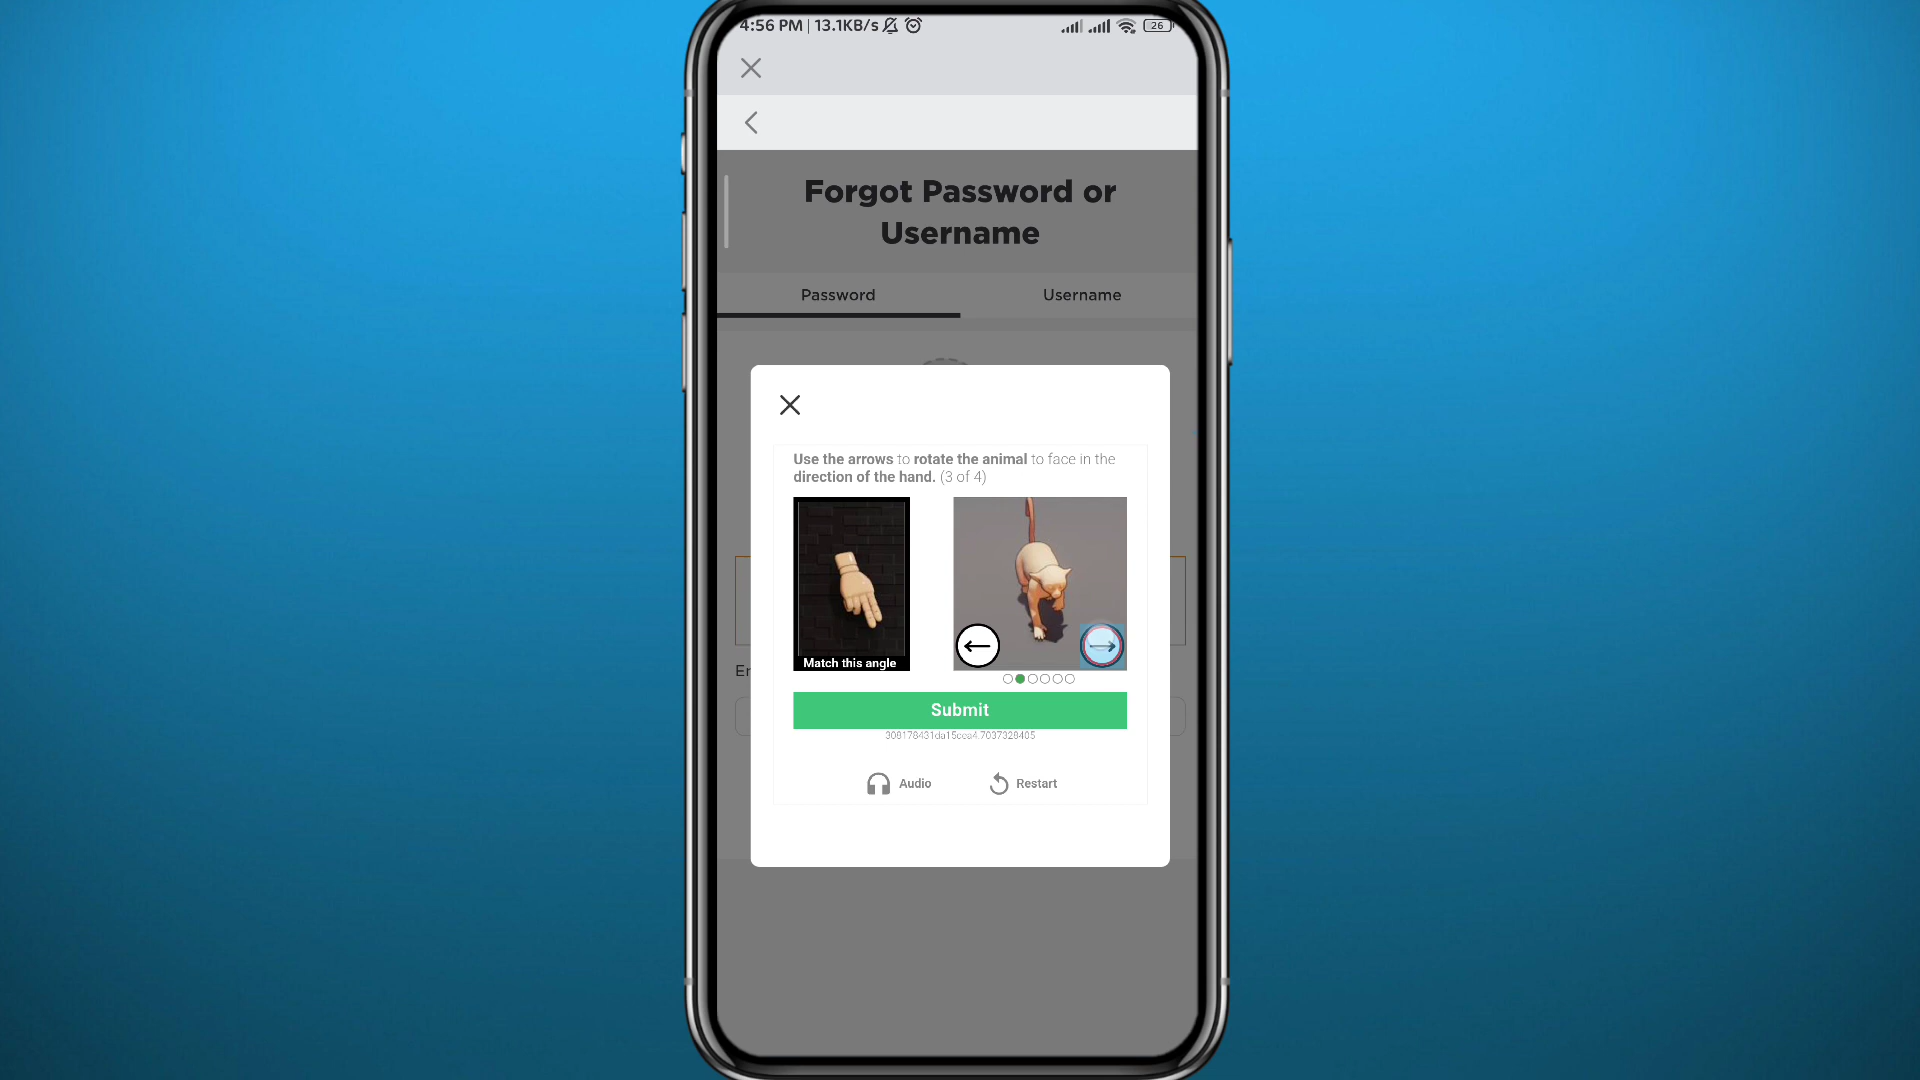 4:56 PM | 13.1KB/s
26
Forgot Password or
Username
Password
Username
Use the arrows to rotate the animal to face in the
direction of the hand. (3 of 4)
Match this angle
Submit
Er
Audio
Restart